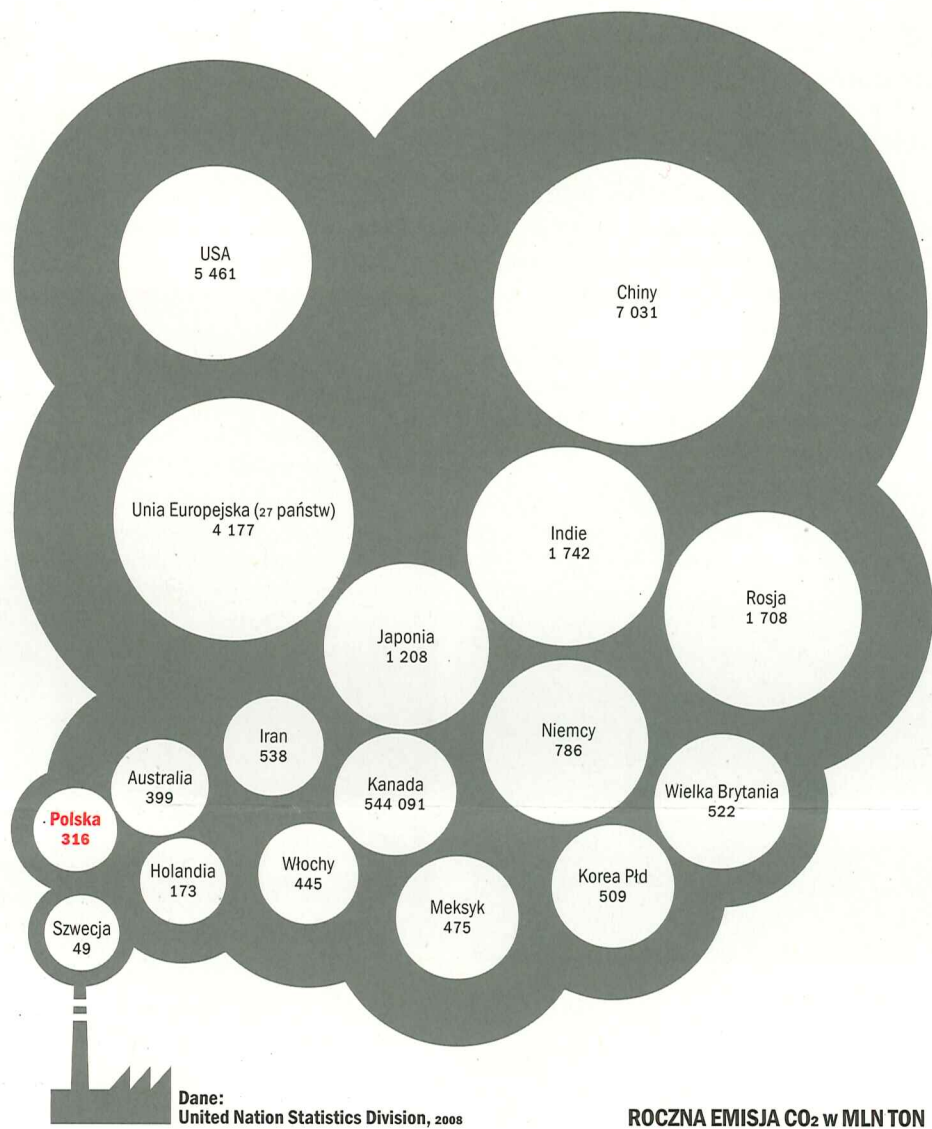 USA
5 461
Chiny
7 031
Unia Europejska (27 państw)
4 177
Indie
1 742
Rosja
1 708
Japonia
1 208
Niemcy
786
Iran
538
Kanada
544 091
Australia
399
Wielka Brytania
522
Polska
316
Holandia
173
Włochy
445
Korea Płd
509
Meksyk
475
Szwecja
49
Dane:
United Nation Statistics Division, 2008
ROCZNA EMISJA CO₂ w MLN TON